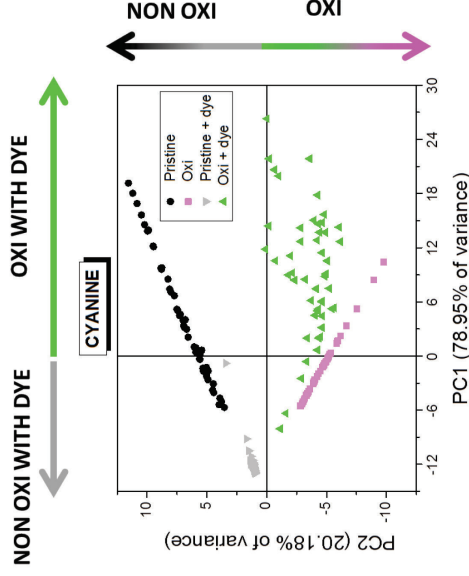 NON OXI
OXI
NON OXI WITH DYE
OXI WITH DYE
CYANINE
Pristine
Oxi
Pristine + dye
Oxi + dye
10
5
0
-5
-10
PC2 (20.18% of variance)
-12
-6
0
6
12
18
24
30
PC1 (78,95% of variance)